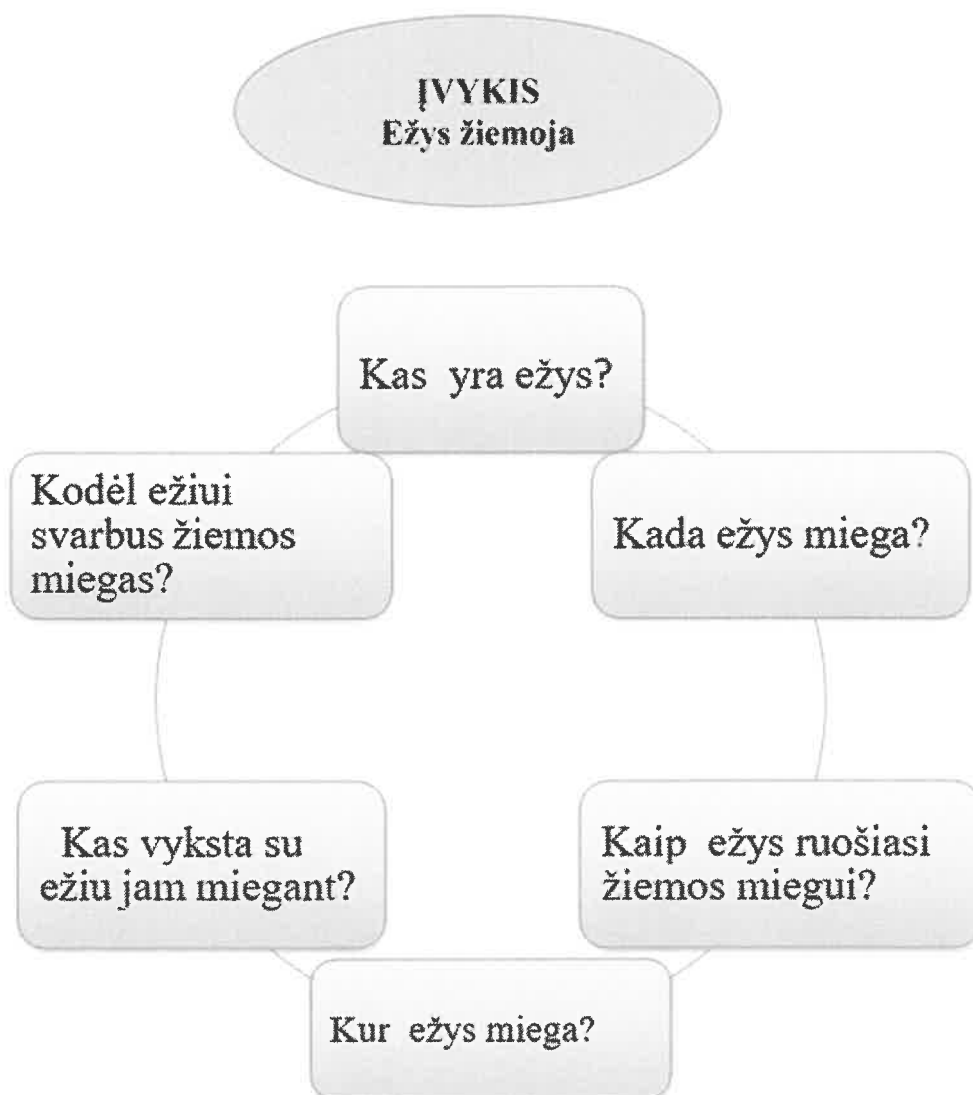 ĮVYKIS
Ežys žiemoja
Kas yra ežys?
Kada ežys miega?
Kaip ežys ruošiasi
žiemos miegui?
Kur ežys miega?
Kas vyksta su
ežiu jam miegant?
Kodėl ežiui
svarbus žiemos
miegas?